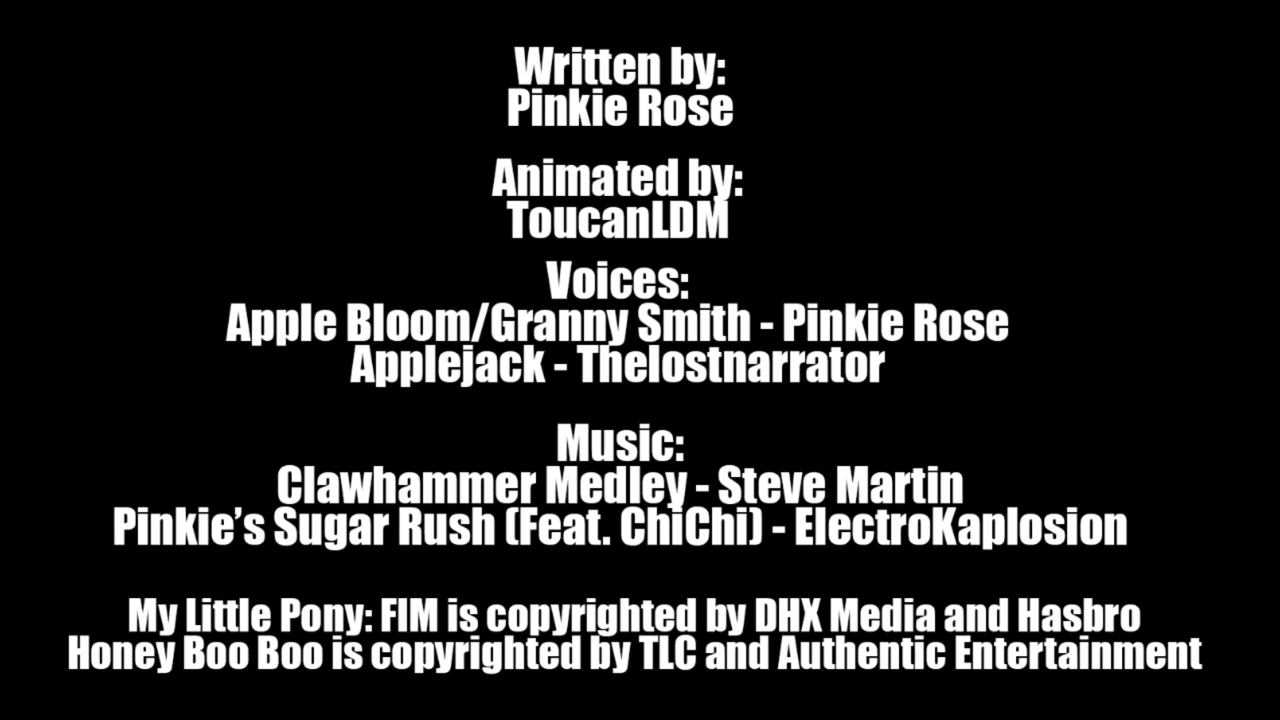 Written by:
Pinkie Rose
Animated by:
ToucanLDM
Voices:
Apple Bloom/Granny Smith - Pinkie Rose
Applejack - Thelostnarrator
Music:
Clawhammer Medley - Steve Martin
Pinkie’s Sugar Rush (Feat. ChiChi) - ElectroKaplosion
My Little Pony: FIM is copyrighted by DHX Media and Hasbro
Honey Boo Boo is copyrighted by TLC and Authentic Entertainment